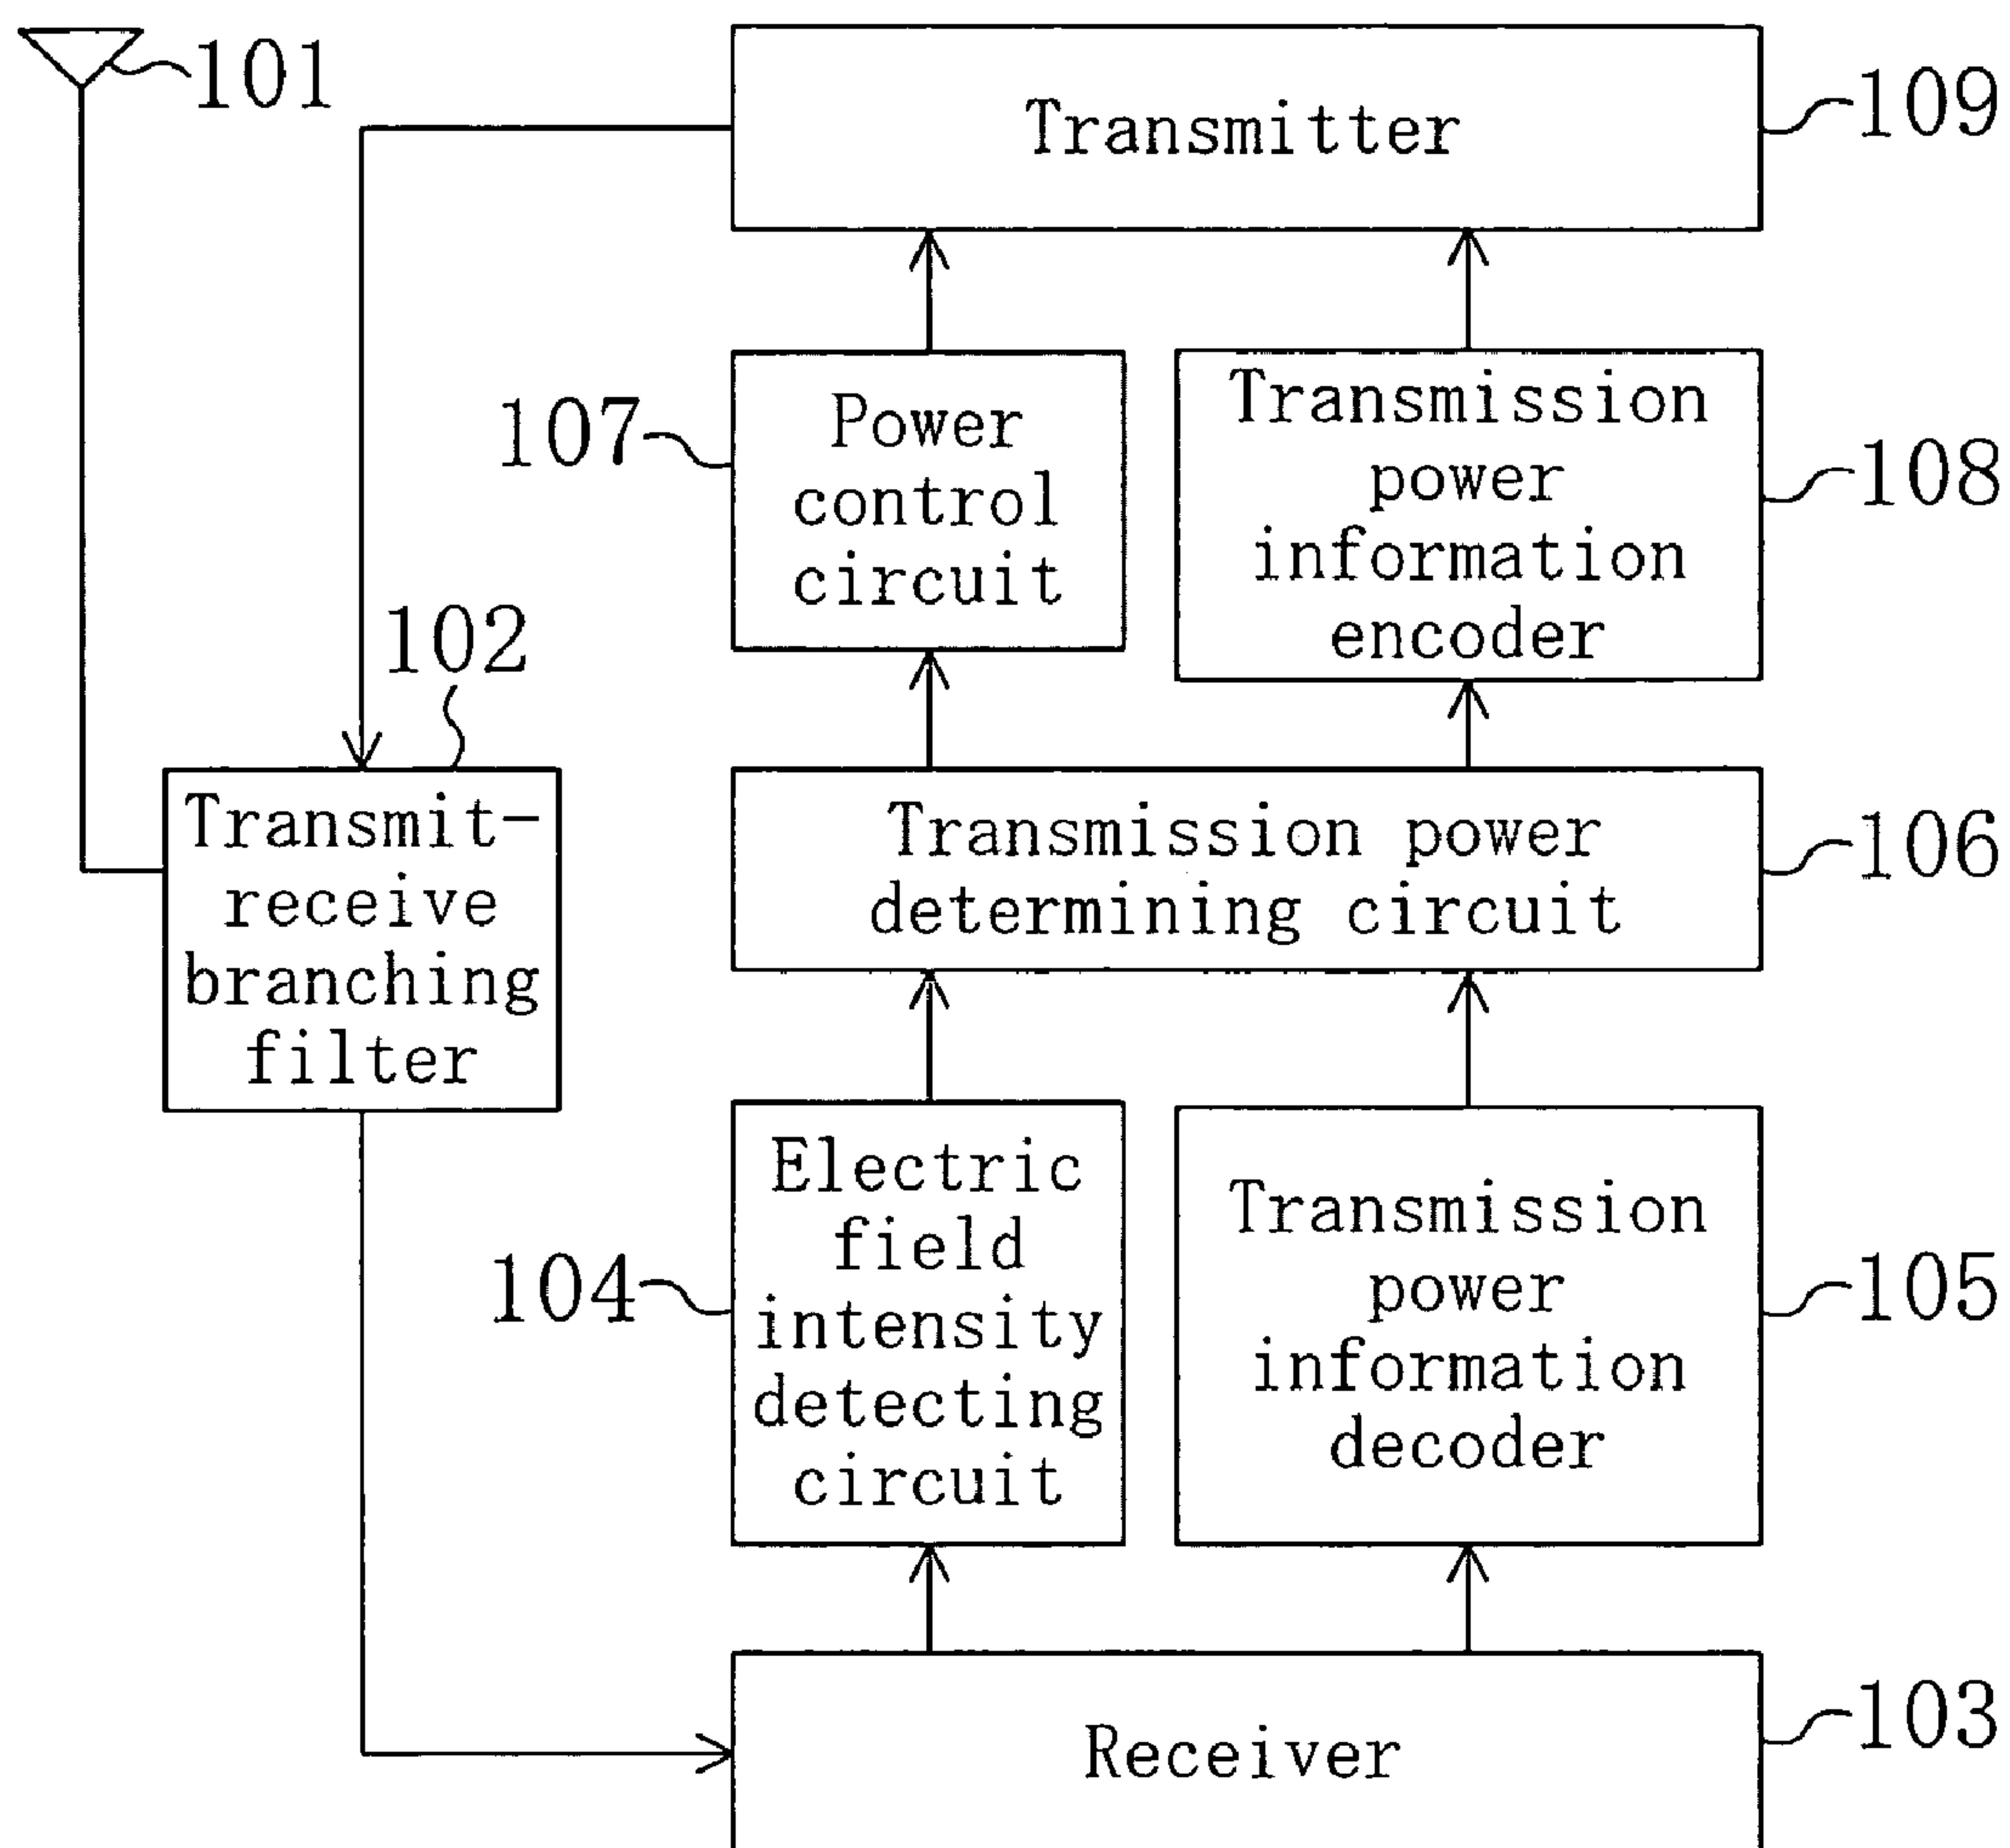 101
Transmitter
109
107
Power
control
circuit
Transmission
power
information
encoder
108
102
Transmit-
receive
branching
filter
Transmission power
determining circuit
106
104
Electric
field
intensity
detecting
circuit
Transmission
power
information
decoder
105
Receiver
103